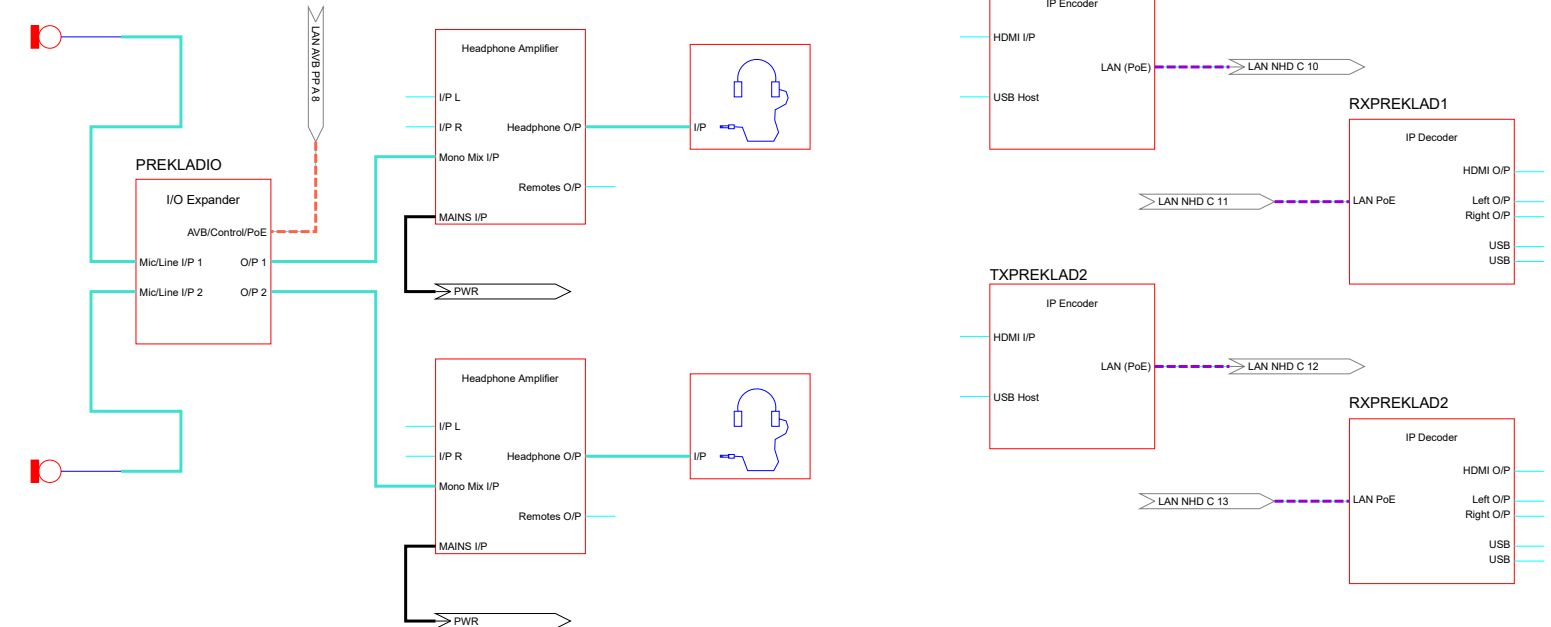 LAN AVB PP A 8
PREKLADIO
I/O Expander
AVB/Control/PoE
Mic/Line I/P 1
O/P 1
Mic/Line I/P 2
O/P 2
Headphone Amplifier
I/P L
I/P R
Headphone O/P
Mono Mix I/P
Remotes O/P
MAINS I/P
PWR
I/P
Headphone Amplifier
I/P L
I/P R
Headphone O/P
Mono Mix I/P
Remotes O/P
MAINS I/P
PWR
I/P
IP Encoder
HDMI I/P
LAN (PoE)
USB Host
LAN NHD C 10
RXPREKLAD1
IP Decoder
HDMI O/P
LAN NHD C 11
LAN PoE
Left O/P
Right O/P
USB
USB
TXPREKLAD2
IP Encoder
HDMI I/P
LAN (PoE)
USB Host
LAN NHD C 12
RXPREKLAD2
IP Decoder
HDMI O/P
LAN NHD C 13
LAN PoE
Left O/P
Right O/P
USB
USB